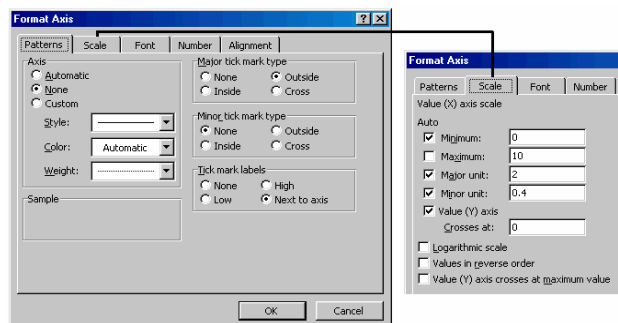 Format Axis
Patterns Scale Font Number Alignment
Axis
Automatic
None
Custom
Style:
Color: Automatic
Weight:
Sample
Major tick mark type
None Outside
Inside Cross
Minor tick mark type
None Outside
Inside Cross
Tick mark labels
None High
Low Next to axis
OK Cancel
Format Axis
Patterns Scale Font Number
Value (X) axis scale
Auto
Minimum: 0
Maximum: 10
Major unit: 2
Minor unit: 0.4
Value (Y) axis
Crosses at: 0
Logarithmic scale
Values in reverse order
Value (Y) axis crosses at maximum value